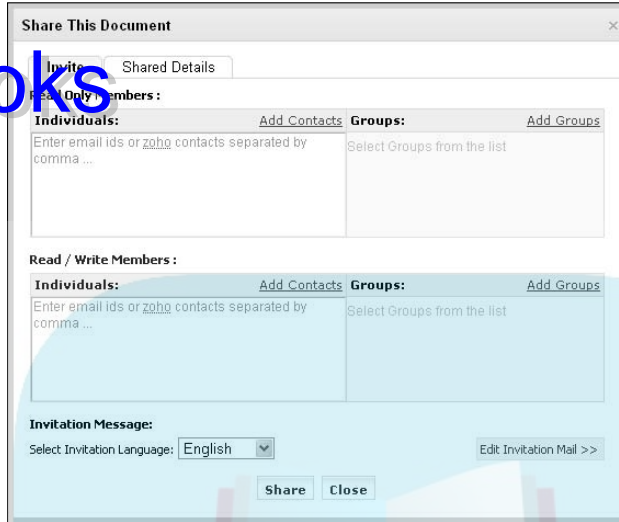 Share This Document
×
oks
Invite Shared Details
Read Only Members :
Individuals: Add Contacts Groups: Add Groups
Enter email ids or zoho contacts separated by Select Groups from the list
comma ...
Read / Write Members :
Individuals: Add Contacts Groups: Add Groups
Enter email ids or zoho contacts separated by Select Groups from the list
comma ...
Invitation Message:
Select Invitation Language: English Edit Invitation Mail >>
Share Close